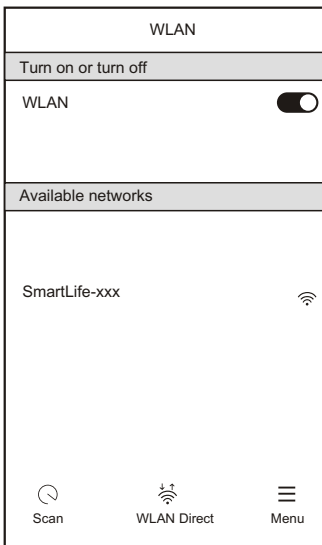 WLAN
Turn on or turn off
WLAN
Available networks
SmartLife-xxx
Scan WLAN Direct Menu